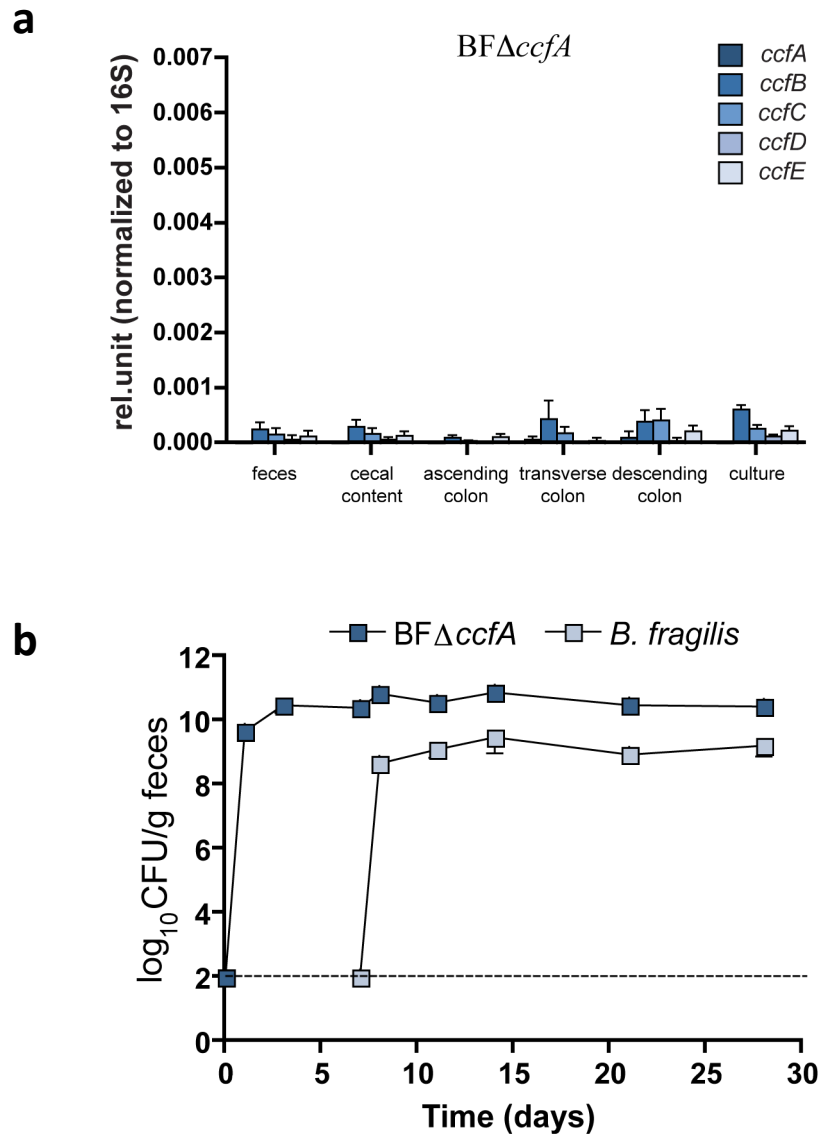 a
BFΔccfA
rel.unit (normalized to 16S)
0.007
0.006
0.005
0.004
0.003
0.002
0.001
0.000
ccfA
ccfB
ccfC
ccfD
ccfE
feces
cecal content
ascending colon
transverse colon
descending colon
culture
b
BFΔccfA
B. fragilis
log10CFU/g feces
12
10
8
6
4
2
0
0 5 10 15 20 25 30
Time (days)